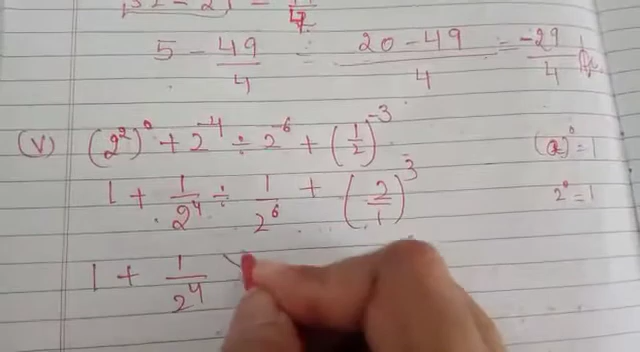 5 - 49/4 = 20 - 49/4 = -29/4
(V) (2²)⁰ + 2⁻⁴ ÷ 2⁻⁶ + (1/2)⁻³
(a)⁰ = 1
1 + 1/2⁴ ÷ 1/2⁶ + (2/1)³
2⁰ = 1
1 + 1/2⁴